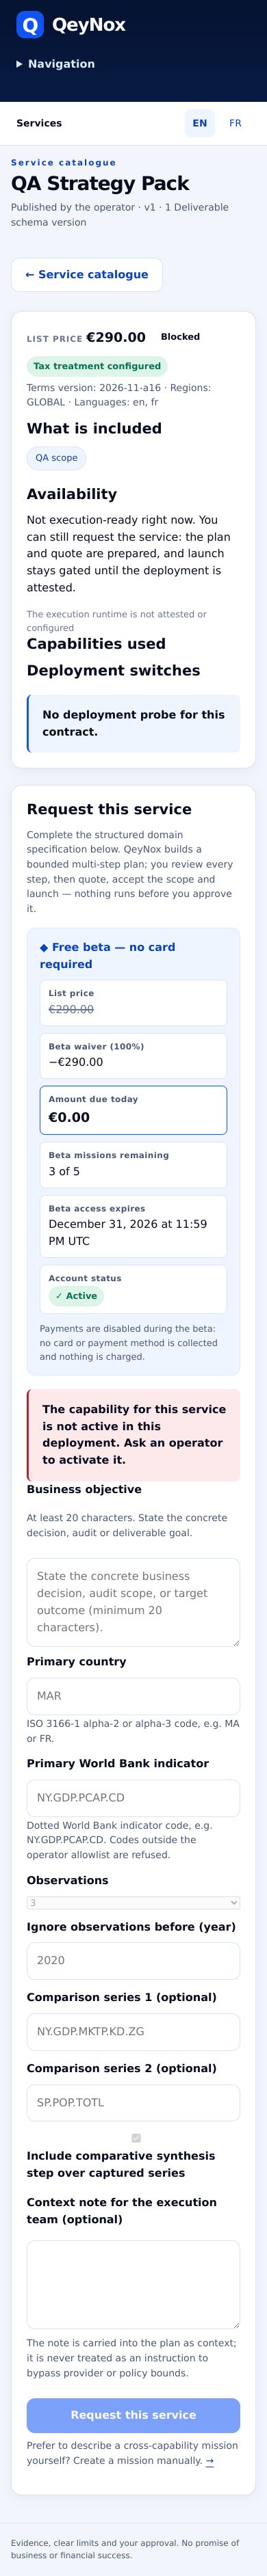 Q QeyNox
▶ Navigation
Services EN FR
Service catalogue
QA Strategy Pack
Published by the operator · v1 · 1 Deliverable
schema version
← Service catalogue
LIST PRICE €290.00 Blocked
Tax treatment configured
Terms version: 2026-11-a16 · Regions:
GLOBAL · Languages: en, fr
What is included
QA scope
Availability
Not execution-ready right now. You
can still request the service: the plan
and quote are prepared, and launch
stays gated until the deployment is
attested.
The execution runtime is not attested or
configured
Capabilities used
Deployment switches
No deployment probe for this
contract.
Request this service
Complete the structured domain
specification below. QeyNox builds a
bounded multi-step plan; you review every
step, then quote, accept the scope and
launch — nothing runs before you approve
it.
◆ Free beta — no card
required
List price
€290.00
Beta waiver (100%)
−€290.00
Amount due today
€0.00
Beta missions remaining
3 of 5
Beta access expires
December 31, 2026 at 11:59
PM UTC
Account status
✓ Active
Payments are disabled during the beta:
no card or payment method is collected
and nothing is charged.
The capability for this service
is not active in this
deployment. Ask an operator
to activate it.
Business objective
At least 20 characters. State the concrete
decision, audit or deliverable goal.
State the concrete business
decision, audit scope, or target
outcome (minimum 20
characters).
Primary country
MAR
ISO 3166-1 alpha-2 or alpha-3 code, e.g. MA
or FR.
Primary World Bank indicator
NY.GDP.PCAP.CD
Dotted World Bank indicator code, e.g.
NY.GDP.PCAP.CD. Codes outside the
operator allowlist are refused.
Observations
3
Ignore observations before (year)
2020
Comparison series 1 (optional)
NY.GDP.MKTP.KD.ZG
Comparison series 2 (optional)
SP.POP.TOTL
Include comparative synthesis
step over captured series
Context note for the execution
team (optional)
The note is carried into the plan as context;
it is never treated as an instruction to
bypass provider or policy bounds.
Request this service
Prefer to describe a cross-capability mission
yourself? Create a mission manually. →
Evidence, clear limits and your approval. No promise of
business or financial success.